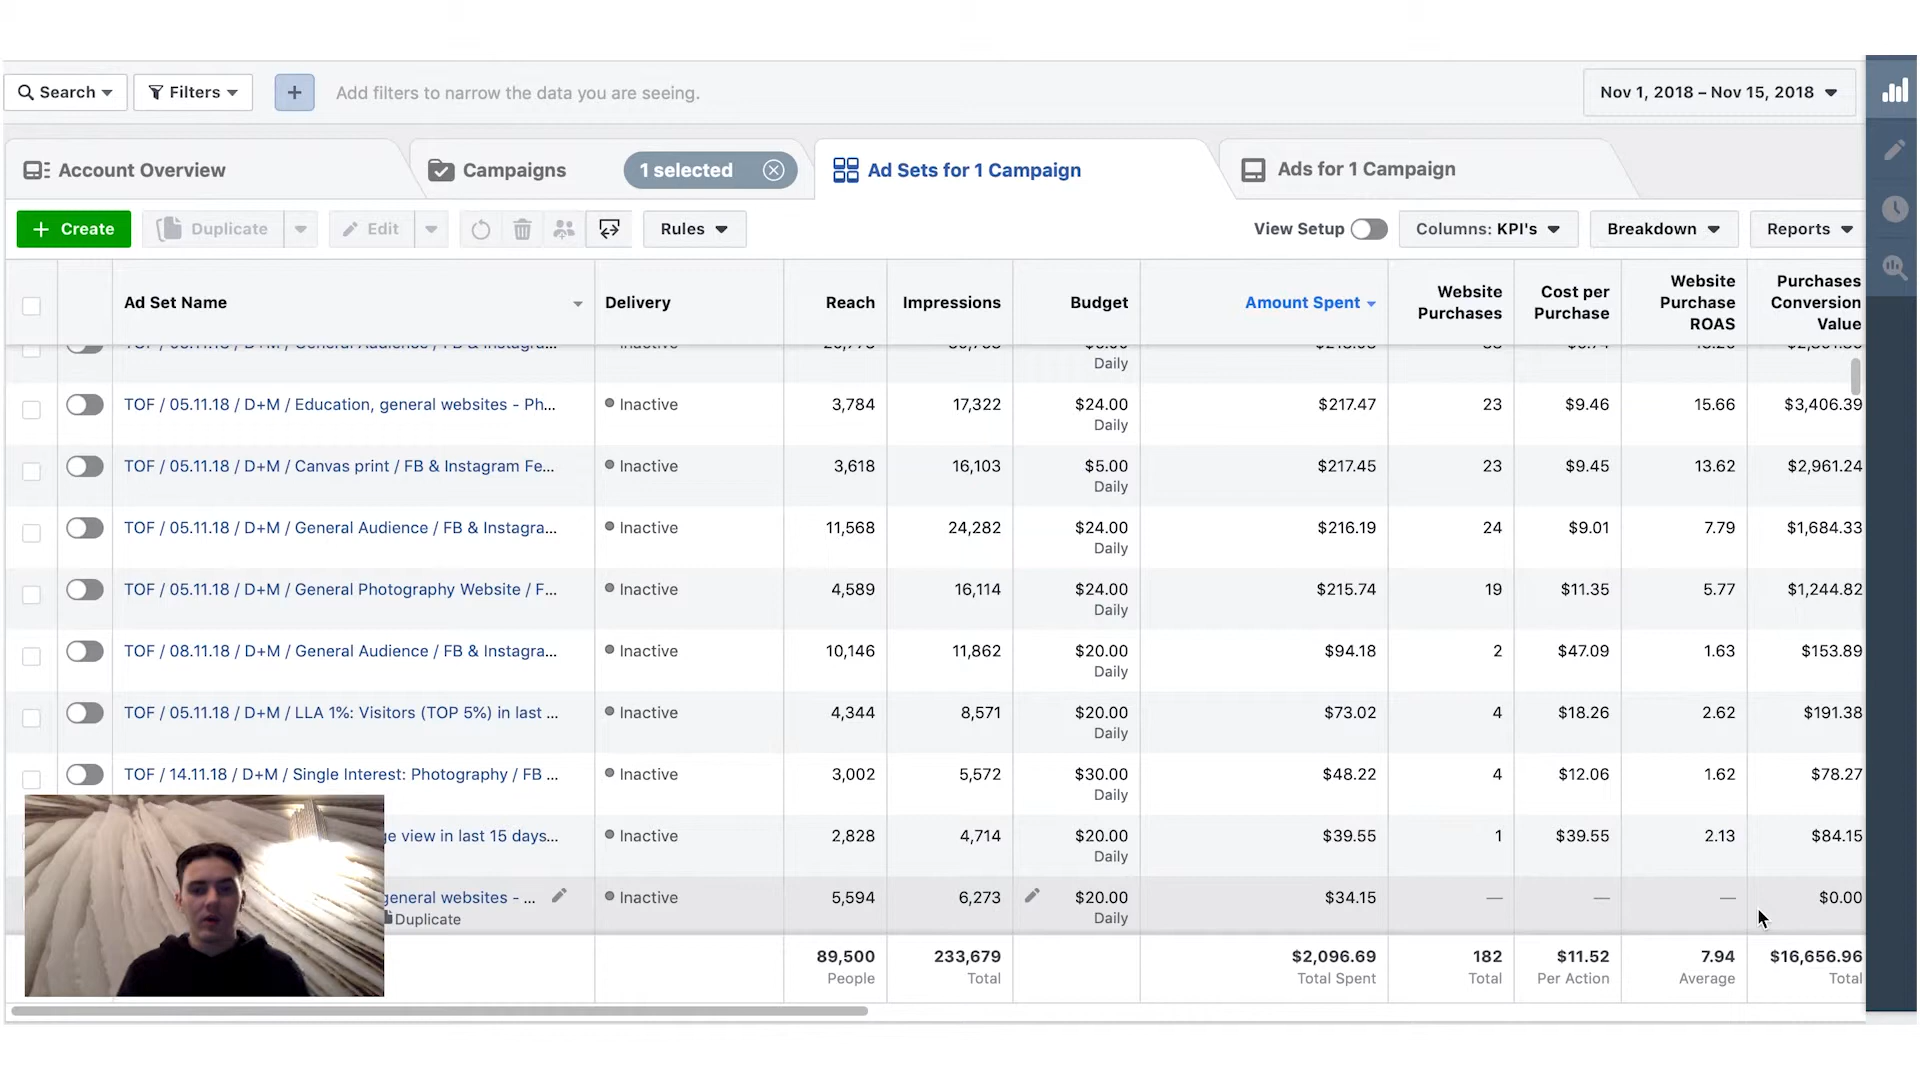 Search
Filters
+
Add filters to narrow the data you are seeing.
Nov 1, 2018 – Nov 15, 2018
Account Overview
Campaigns
1 selected
Ad Sets for 1 Campaign
Ads for 1 Campaign
+ Create
Duplicate
Edit
Rules
View Setup
Columns: KPI's
Breakdown
Reports
Ad Set Name
Delivery
Reach
Impressions
Budget
Amount Spent
Website Purchases
Cost per Purchase
Website Purchase ROAS
Purchases Conversion Value
Daily
TOF / 05.11.18 / D+M / Education, general websites - Ph... Inactive 3,784 17,322 $24.00 $217.47 23 $9.46 15.66 $3,406.39
Daily
TOF / 05.11.18 / D+M / Canvas print / FB & Instagram Fe... Inactive 3,618 16,103 $5.00 $217.45 23 $9.45 13.62 $2,961.24
Daily
TOF / 05.11.18 / D+M / General Audience / FB & Instagra... Inactive 11,568 24,282 $24.00 $216.19 24 $9.01 7.79 $1,684.33
Daily
TOF / 05.11.18 / D+M / General Photography Website / F... Inactive 4,589 16,114 $24.00 $215.74 19 $11.35 5.77 $1,244.82
Daily
TOF / 08.11.18 / D+M / General Audience / FB & Instagra... Inactive 10,146 11,862 $20.00 $94.18 2 $47.09 1.63 $153.89
Daily
TOF / 05.11.18 / D+M / LLA 1%: Visitors (TOP 5%) in last ... Inactive 4,344 8,571 $20.00 $73.02 4 $18.26 2.62 $191.38
Daily
TOF / 14.11.18 / D+M / Single Interest: Photography / FB ... Inactive 3,002 5,572 $30.00 $48.22 4 $12.06 1.62 $78.27
Daily
view in last 15 days... Inactive 2,828 4,714 $20.00 $39.55 1 $39.55 2.13 $84.15
Daily
general websites - ... Inactive 5,594 6,273 $20.00 $34.15 — — — $0.00
Duplicate Daily
89,500 233,679 $2,096.69 182 $11.52 7.94 $16,656.96
People Total Total Spent Total Per Action Average Total